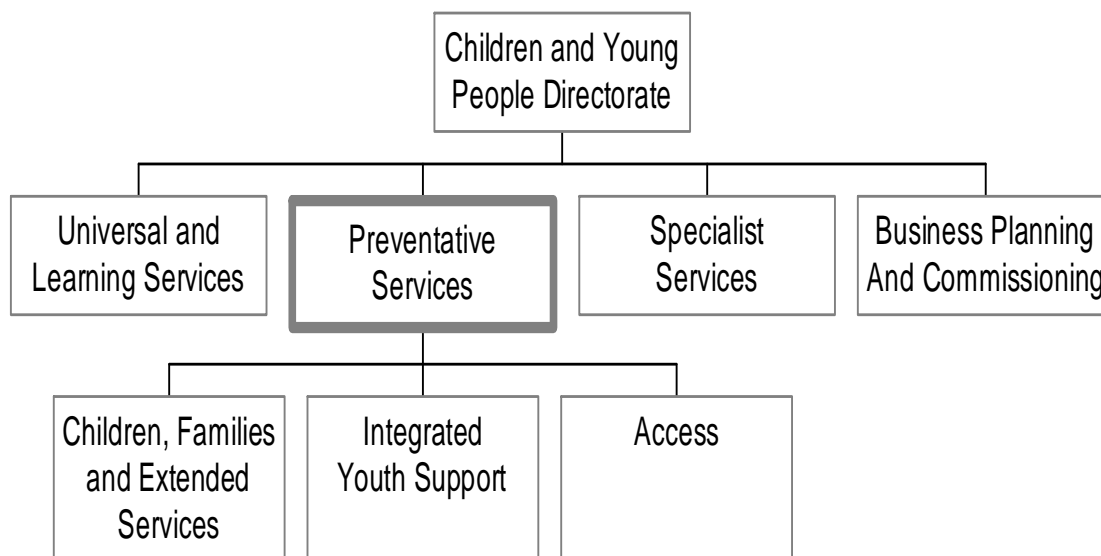 Children and Young
People Directorate
Universal and
Learning Services
Preventative
Services
Specialist
Services
Business Planning
And Commissioning
Children, Families
and Extended
Services
Integrated
Youth Support
Access